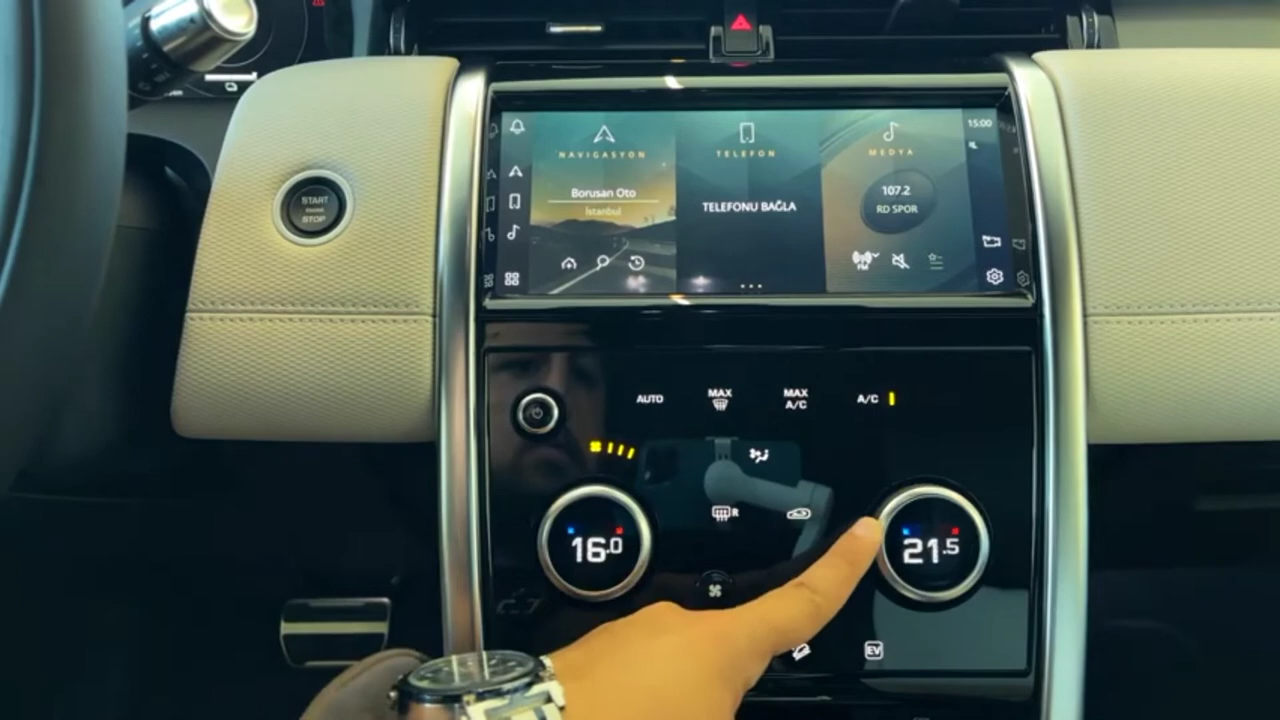 START
STOP
NAVIGASYON
TELEFON
MEDYA
15:00
Borusan Oto
İstanbul
TELEFONU BAĞLA
107.2
RD SPOR
FM
AUTO
MAX
MAX
A/C
A/C
R
16.0
21.5
EV